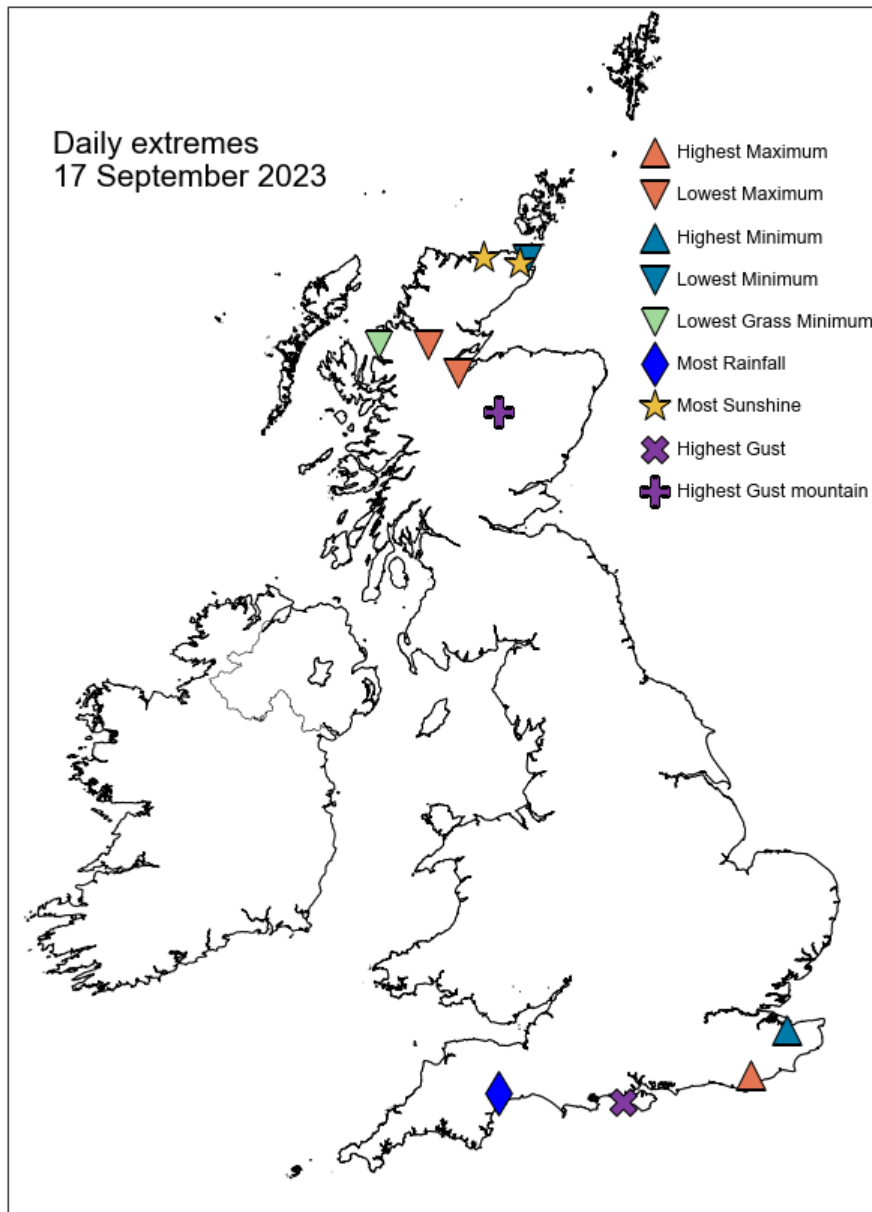 Daily extremes
17 September 2023
Highest Maximum
Lowest Maximum
Highest Minimum
Lowest Minimum
Lowest Grass Minimum
Most Rainfall
Most Sunshine
Highest Gust
Highest Gust mountain